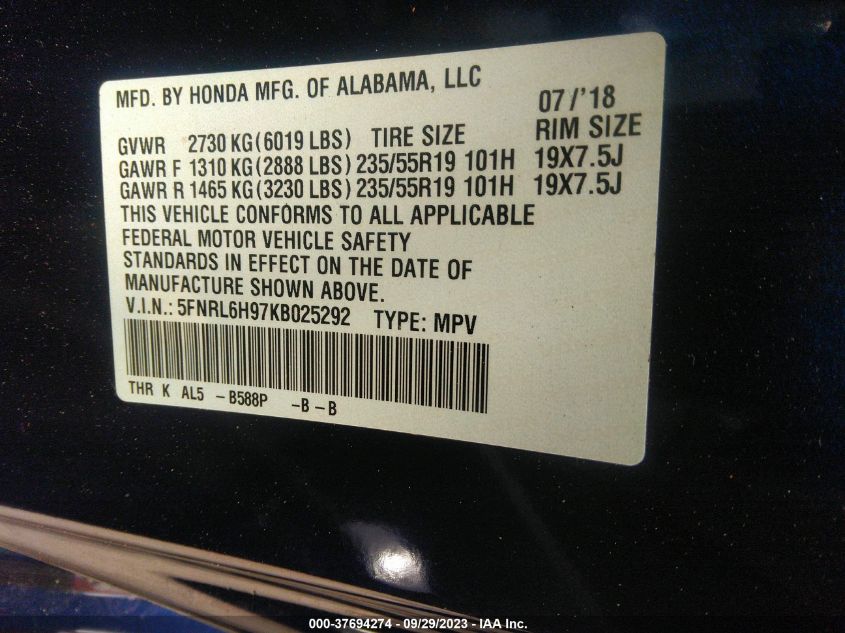 MFD. BY HONDA MFG. OF ALABAMA, LLC
07/'18
GVWR 2730 KG(6019 LBS) TIRE SIZE RIM SIZE
GAWR F 1310 KG(2888 LBS) 235/55R19 101H 19X7.5J
GAWR R 1465 KG(3230 LBS) 235/55R19 101H 19X7.5J
THIS VEHICLE CONFORMS TO ALL APPLICABLE
FEDERAL MOTOR VEHICLE SAFETY
STANDARDS IN EFFECT ON THE DATE OF
MANUFACTURE SHOWN ABOVE.
V.I.N.: 5FNRL6H97KB025292 TYPE: MPV
THR K AL5 -B588P -B-B
000-37694274 - 09/29/2023 - IAA Inc.